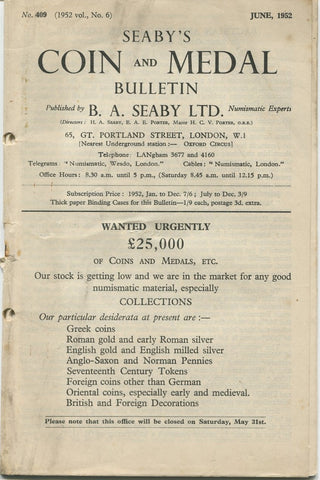 No. 409 (1952 vol., No. 6) JUNE, 1952
SEABY'S
COIN AND MEDAL
BULLETIN
Published by B. A. SEABY LTD. Numismatic Experts
(Directors: H. A. SEABY, B. A. E. PORTER, Major H. C. V. PORTER, O.B.E.)
65, GT. PORTLAND STREET, LONDON, W.1
[Nearest Underground station:— OXFORD CIRCUS]
Telephone: LANgham 3677 and 4160
Telegrams: "Numismatic, Wesdo, London." Cables: "Numismatic, London."
Office Hours: 8.30 a.m. until 5 p.m., (Saturday 8.45 a.m. until 12.15 p.m.)
Subscription Price: 1952, Jan. to Dec. 7/6; July to Dec. 3/9
Thick paper Binding Cases for this Bulletin—1/9 each, postage 3d. extra.
WANTED URGENTLY
£25,000
OF COINS AND MEDALS, ETC.
Our stock is getting low and we are in the market for any good
numismatic material, especially
COLLECTIONS
Our particular desiderata at present are:—
Greek coins
Roman gold and early Roman silver
English gold and English milled silver
Anglo-Saxon and Norman Pennies
Seventeenth Century Tokens
Foreign coins other than German
Oriental coins, especially early and medieval.
British and Foreign Decorations
Please note that this office will be closed on Saturday, May 31st.